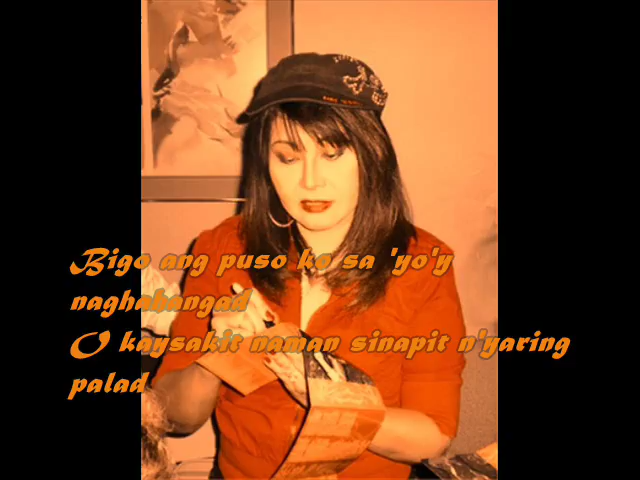 Bigo ang puso ko sa 'yo'y
naghahangad
O kaysakit naman sinapit n'yaring
palad